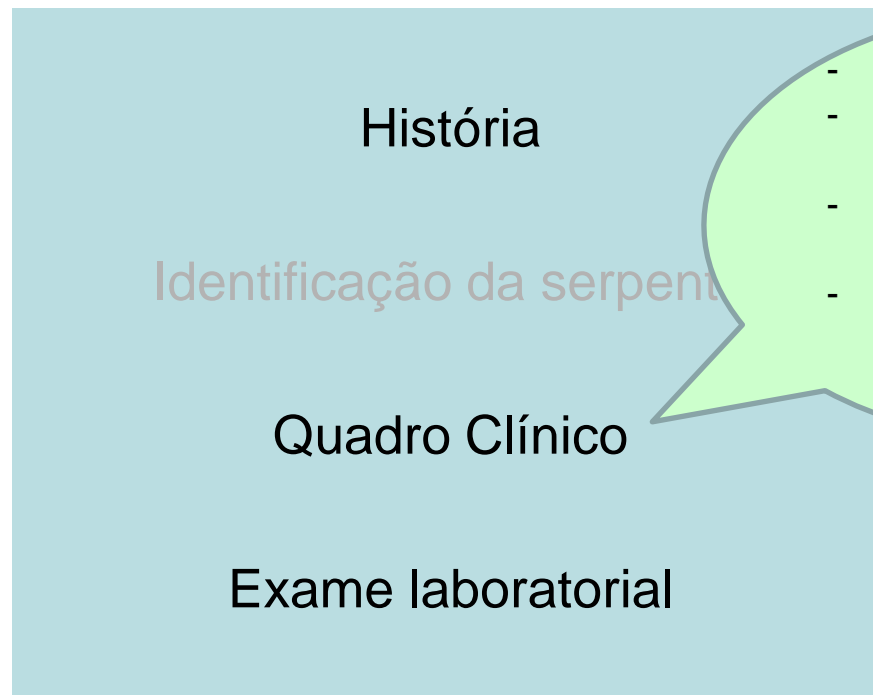 -
História
-
-
Identificação da serpent
-
Quadro Clínico
Exame laboratorial